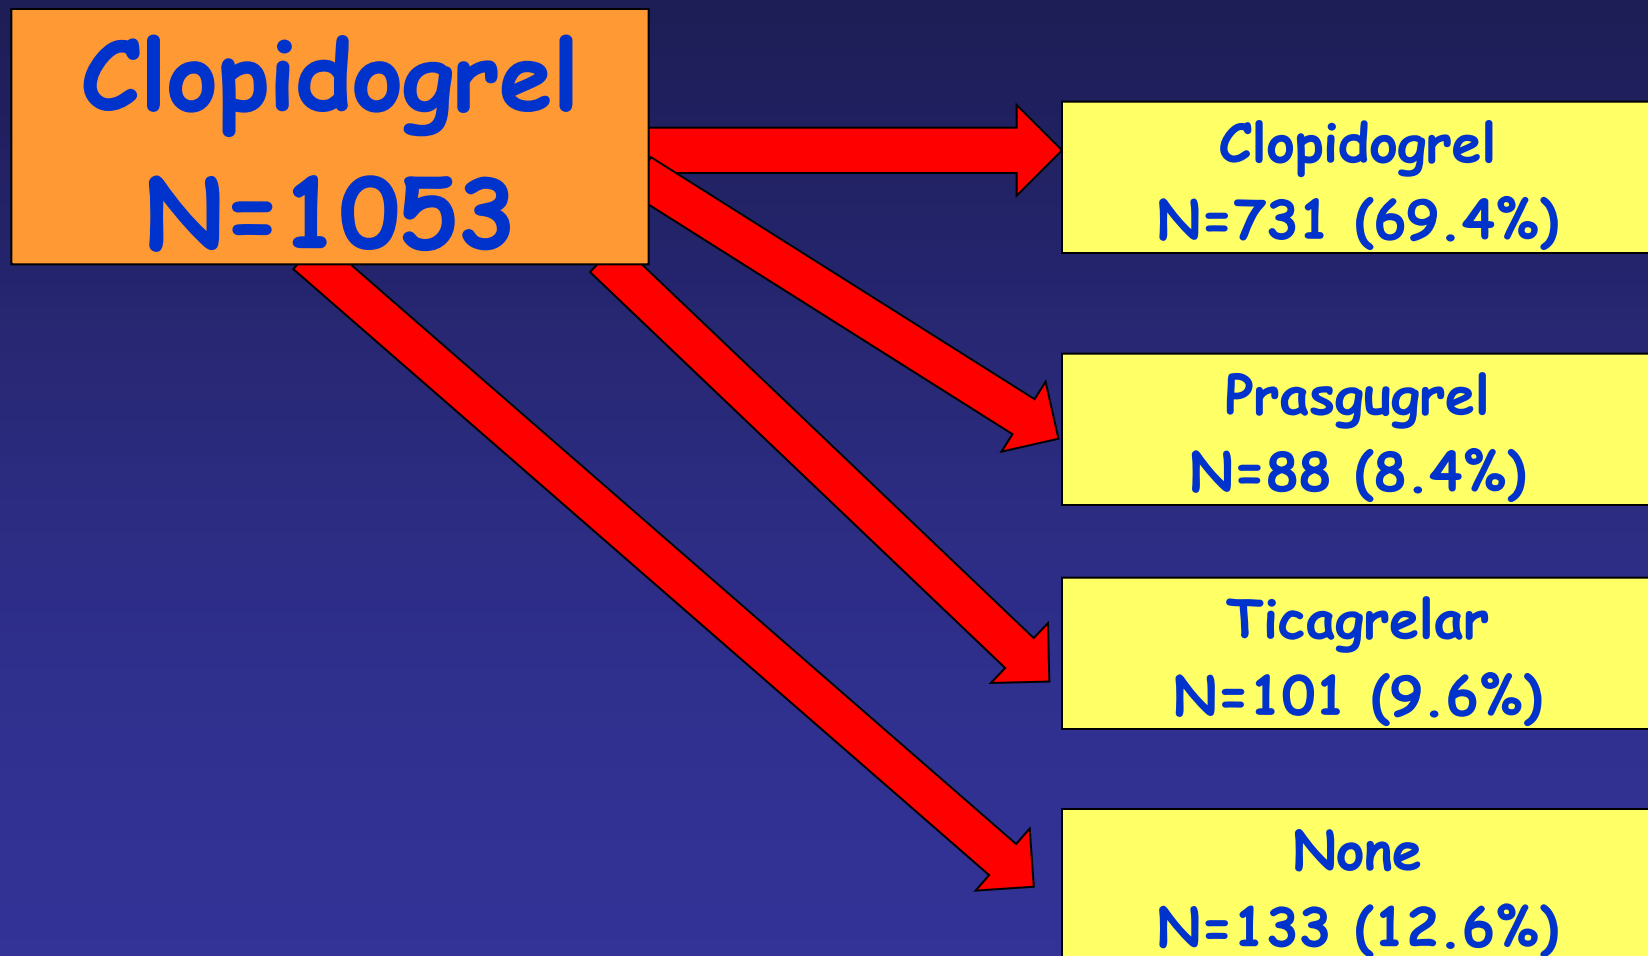 Clopidogrel
N=1053
Clopidogrel
N=731 (69.4%)
Prasgugrel
N=88 (8.4%)
Ticagrelar
N=101 (9.6%)
None
N=133 (12.6%)